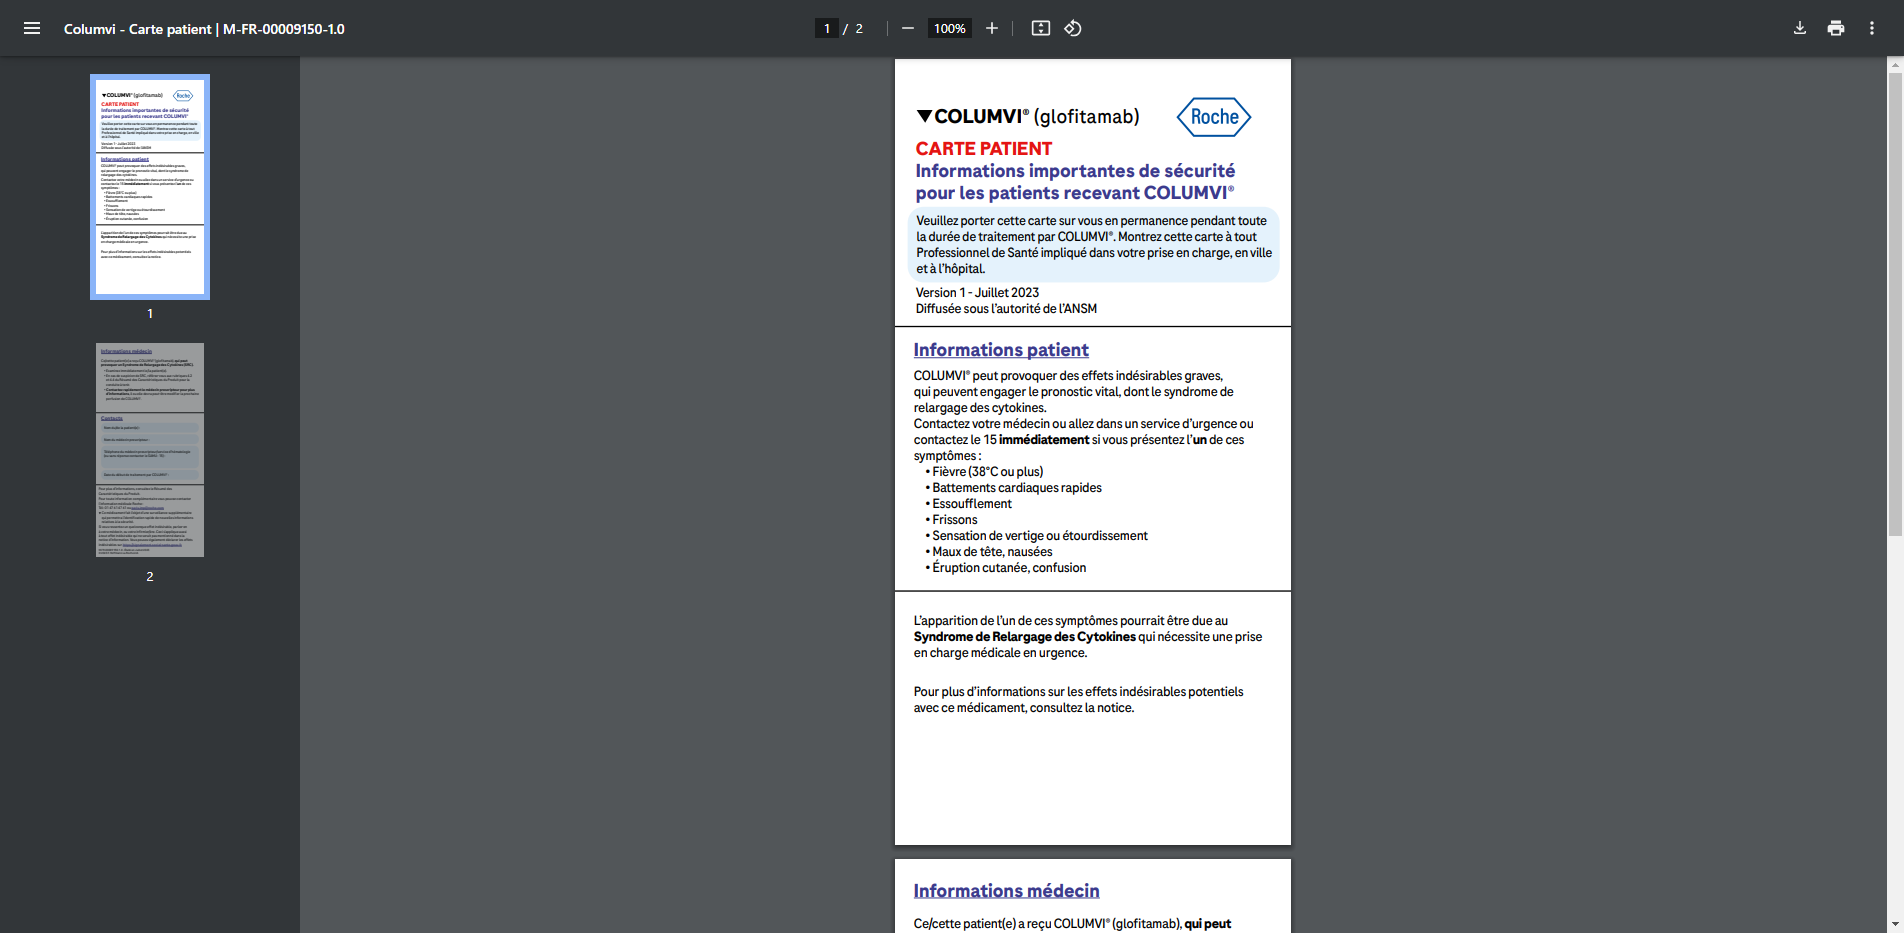 Columvi - Carte patient | M-FR-00009150-1.0
1 / 2
100%
▼COLUMVI® (glofitamab)
Roche
CARTE PATIENT
Informations importantes de sécurité
pour les patients recevant COLUMVI®
Veuillez porter cette carte sur vous en permanence pendant toute
la durée de traitement par COLUMVI®. Montrez cette carte à tout
Professionnel de Santé impliqué dans votre prise en charge, en ville
et à l'hôpital.
Version 1 - Juillet 2023
Diffusée sous l'autorité de l'ANSM
Informations patient
COLUMVI® peut provoquer des effets indésirables graves,
qui peuvent engager le pronostic vital, dont le syndrome de
relargage des cytokines.
Contactez votre médecin ou allez dans un service d'urgence ou
contactez le 15 immédiatement si vous présentez l'un de ces
symptômes :
• Fièvre (38°C ou plus)
• Battements cardiaques rapides
• Essoufflement
• Frissons
• Sensation de vertige ou étourdissement
• Maux de tête, nausées
• Éruption cutanée, confusion
L'apparition de l'un de ces symptômes pourrait être due au
Syndrome de Relargage des Cytokines qui nécessite une prise
en charge médicale en urgence.
Pour plus d'informations sur les effets indésirables potentiels
avec ce médicament, consultez la notice.
Informations médecin
Ce/cette patient(e) a reçu COLUMVI® (glofitamab), qui peut
1
2